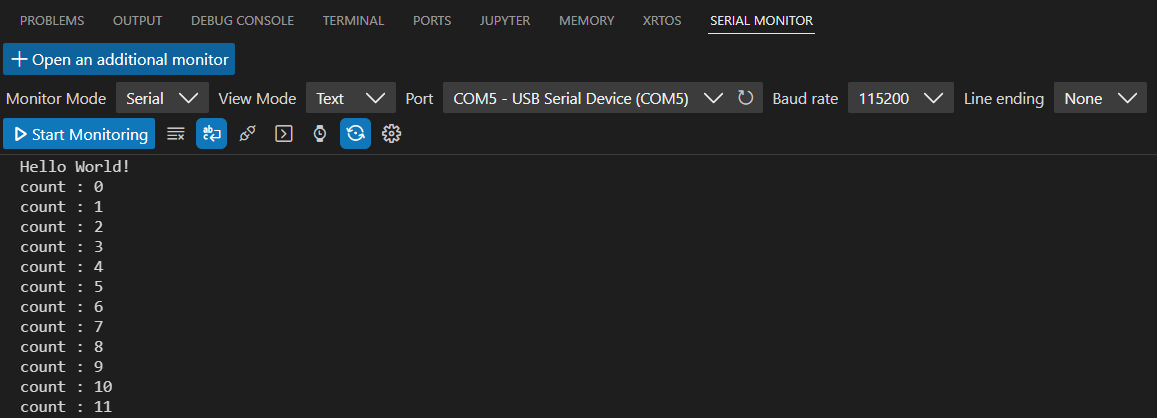 PROBLEMS OUTPUT DEBUG CONSOLE TERMINAL PORTS JUPYTER MEMORY XRTOS SERIAL MONITOR
Open an additional monitor
Monitor Mode Serial View Mode Text Port COM5 - USB Serial Device (COM5) Baud rate 115200 Line ending None
Start Monitoring ab c
Hello World!
count : 0
count : 1
count : 2
count : 3
count : 4
count : 5
count : 6
count : 7
count : 8
count : 9
count : 10
count : 11